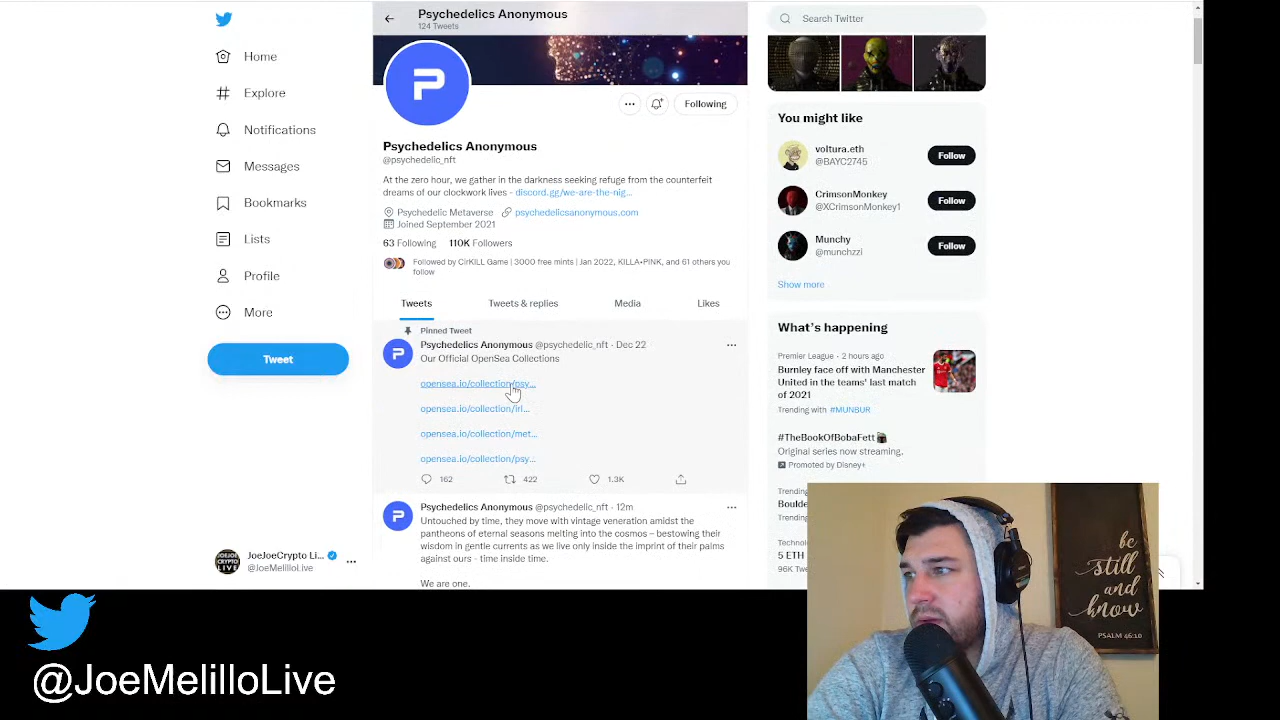 Psychedelics Anonymous
124 Tweets
Search Twitter
Home
Explore
Notifications
Messages
Bookmarks
Lists
Profile
More
Tweet
JoeJoeCrypto Li...
@JoeMelilloLive
P
Following
Psychedelics Anonymous
@psychedelic_nft
At the zero hour, we gather in the darkness seeking refuge from the counterfeit
dreams of our clockwork lives - discord.gg/we-are-the-nig...
Psychedelic Metaverse psychedelicsanonymous.com
Joined September 2021
63 Following 110K Followers
Followed by CirKILL Game | 3000 free mints | Jan 2022, KILLA•PINK, and 61 others you
follow
Tweets Tweets & replies Media Likes
Pinned Tweet
P
Psychedelics Anonymous @psychedelic_nft · Dec 22
Our Official OpenSea Collections
opensea.io/collection/psy...
opensea.io/collection/irl...
opensea.io/collection/met...
opensea.io/collection/psy...
162 422 1.3K
P
Psychedelics Anonymous @psychedelic_nft · 12m
Untouched by time, they move with vintage veneration amidst the
pantheons of eternal seasons melting into the cosmos – bestowing their
wisdom in gentle currents as we live only inside the imprint of their palms
against ours - time inside time.
We are one.
You might like
voltura.eth
@BAYC2745
Follow
CrimsonMonkey
@XCrimsonMonkey1
Follow
Munchy
@munchzzi
Follow
Show more
What's happening
Premier League · 2 hours ago
Burnley face off with Manchester
United in the teams' last match
of 2021
Trending with #MUNBUR
#TheBookOfBobaFett
Original series now streaming.
Promoted by Disney+
Trending
Trending
5 ETH
be
still
and
know
PSALM 46:10
@JoeMelilloLive